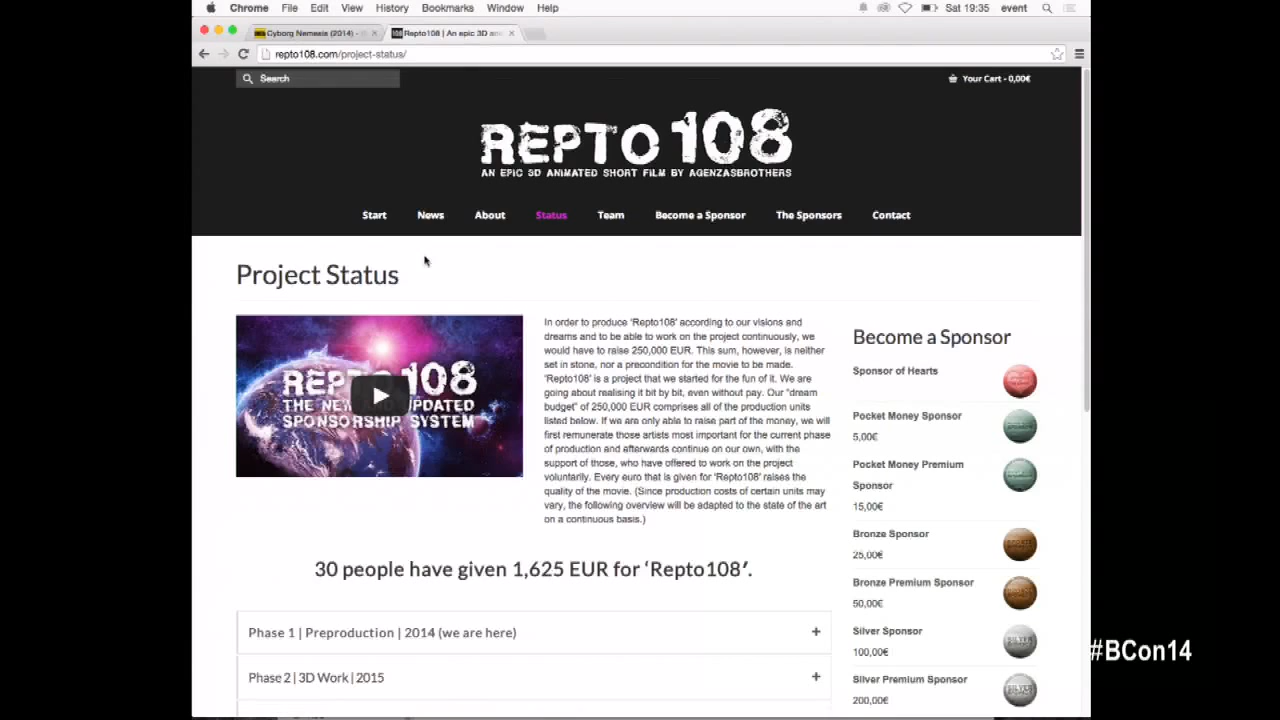 Chrome File Edit View History Bookmarks Window Help Sat 19:35 event
Cyborg Nemesis (2014) - Repto108 | An epic 3D an
repto108.com/project-status/
Search Your Cart - 0,00€
REPTO 108
AN EPIC 3D ANIMATED SHORT FILM BY AGENZASBROTHERS
Start News About Status Team Become a Sponsor The Sponsors Contact
Project Status
REPTO 108
THE NEW AND UPDATED
SPONSORSHIP SYSTEM
In order to produce 'Repto108' according to our visions and
dreams and to be able to work on the project continuously, we
would have to raise 250,000 EUR. This sum, however, is neither
set in stone, nor a precondition for the movie to be made.
'Repto108' is a project that we started for the fun of it. We are
going about realising it bit by bit, even without pay. Our "dream
budget" of 250,000 EUR comprises all of the production units
listed below. If we are only able to raise part of the money, we will
first remunerate those artists most important for the current phase
of production and afterwards continue on our own, with the
support of those, who have offered to work on the project
voluntarily. Every euro that is given for 'Repto108' raises the
quality of the movie. (Since production costs of certain units may
vary, the following overview will be adapted to the state of the art
on a continuous basis.)
30 people have given 1,625 EUR for ‘Repto108’.
Phase 1 | Preproduction | 2014 (we are here) +
Phase 2 | 3D Work | 2015 +
Become a Sponsor
Sponsor of Hearts
Pocket Money Sponsor
5,00€
Pocket Money Premium
Sponsor
15,00€
Bronze Sponsor
25,00€
Bronze Premium Sponsor
50,00€
Silver Sponsor
100,00€
Silver Premium Sponsor
200,00€
#BCon14